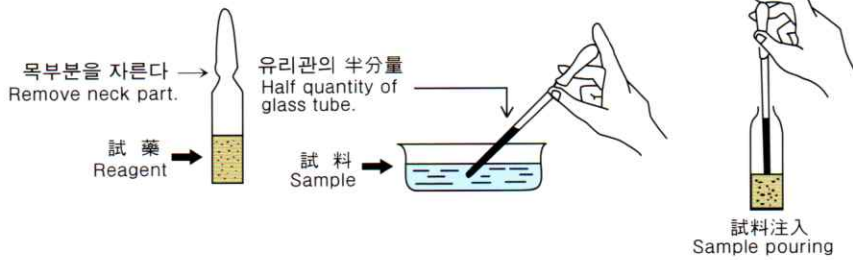 목부분을 자른다
Remove neck part.
試 藥
Reagent
유리관의 半分量
Half quantity of
glass tube.
試 料
Sample
試料注入
Sample pouring